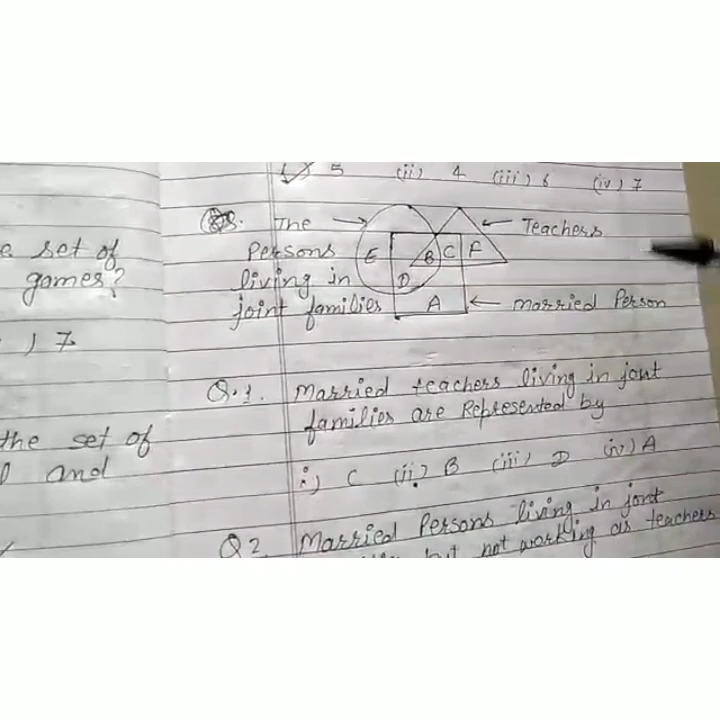 5 (ii) 4 (iii) 6 (iv) 7
e set of
games?
) 7
the set of
and
The
Persons
living in
joint families
E
B
C
F
D
A
Teachers
married Person
Q.1. Married teachers living in jont
families are Represented by
i) C (ii) B (iii) D (iv) A
Q2 Married Persons living in jont
but not working as teachers